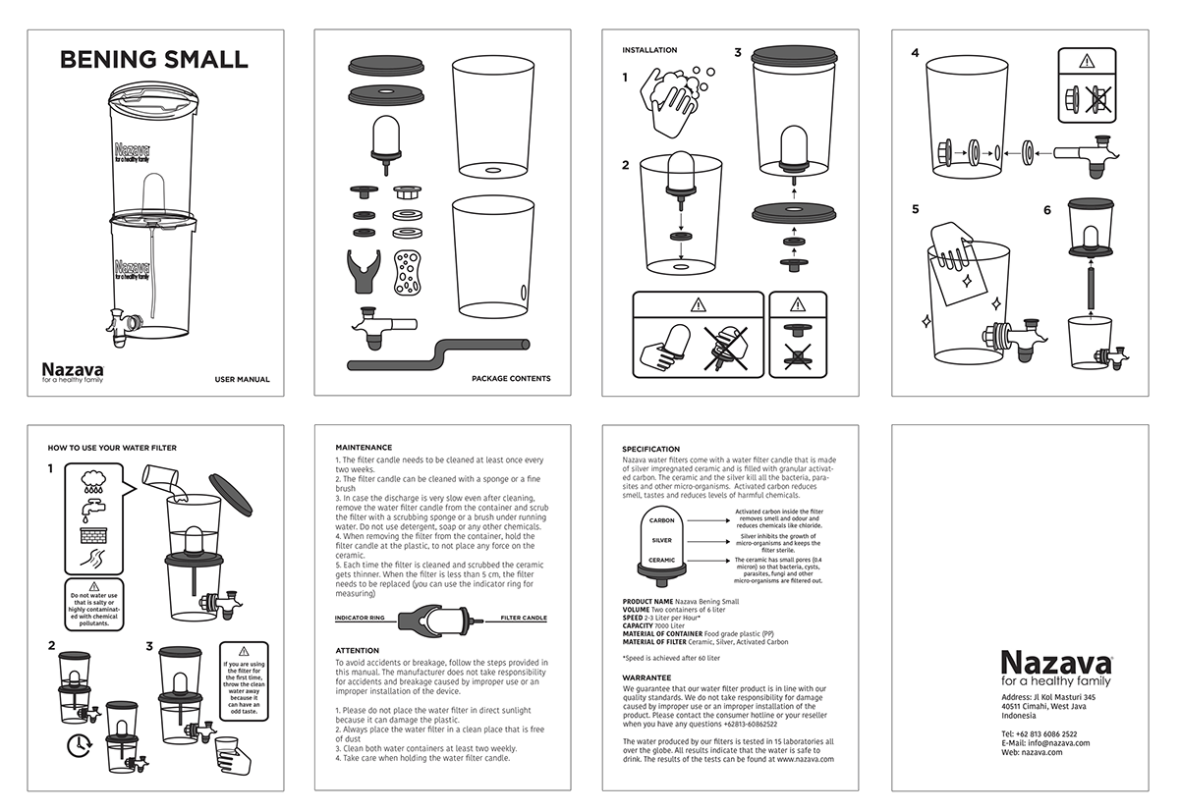 BENING SMALL
Nazava
for a healthy family
Nazava
for a healthy family
Nazava
for a healthy family
USER MANUAL
PACKAGE CONTENTS
INSTALLATION
1
2
3
4
5
6
HOW TO USE YOUR WATER FILTER
1
Do not water use
that is salty or
highly contaminat-
ed with chemical
pollutants.
2
3
If you are using
the filter for
the first time,
throw the clean
water away
because it
can have an
odd taste.
MAINTENANCE
1. The filter candle needs to be cleaned at least once every
two weeks.
2. The filter candle can be cleaned with a sponge or a fine
brush
3. In case the discharge is very slow even after cleaning,
remove the water filter candle from the container and scrub
the filter with a scrubbing sponge or a brush under running
water. Do not use detergent, soap or any other chemicals.
4. When removing the filter from the container, hold the
filter candle at the plastic, to not place any force on the
ceramic.
5. Each time the filter is cleaned and scrubbed the ceramic
gets thinner. When the filter is less than 5 cm, the filter
needs to be replaced (you can use the indicator ring for
measuring)
INDICATOR RING
FILTER CANDLE
ATTENTION
To avoid accidents or breakage, follow the steps provided in
this manual. The manufacturer does not take responsibility
for accidents and breakage caused by improper use or an
improper installation of the device.
1. Please do not place the water filter in direct sunlight
because it can damage the plastic.
2. Always place the water filter in a clean place that is free
of dust
3. Clean both water containers at least two weekly.
4. Take care when holding the water filter candle.
SPECIFICATION
Nazava water filters come with a water filter candle that is made
of silver impregnated ceramic and is filled with granular activat-
ed carbon. The ceramic and the silver kill all the bacteria, para-
sites and other micro-organisms. Activated carbon reduces
smell, tastes and reduces levels of harmful chemicals.
CARBON
Activated carbon inside the filter
removes smell and odour and
reduces chemicals like chloride.
SILVER
Silver inhibits the growth of
micro-organisms and keeps the
filter sterile.
CERAMIC
The ceramic has small pores (0.4
micron) so that bacteria, cysts,
parasites, fungi and other
micro-organisms are filtered out.
PRODUCT NAME Nazava Bening Small
VOLUME Two containers of 6 liter
SPEED 2-3 Liter per Hour*
CAPACITY 7000 Liter
MATERIAL OF CONTAINER Food grade plastic (PP)
MATERIAL OF FILTER Ceramic, Silver, Activated Carbon
*Speed is achieved after 60 liter
WARRANTEE
We guarantee that our water filter product is in line with our
quality standards. We do not take responsibility for damage
caused by improper use or an improper installation of the
product. Please contact the consumer hotline or your reseller
when you have any questions +62813-60862522
The water produced by our filters is tested in 15 laboratories all
over the globe. All results indicate that the water is safe to
drink. The results of the tests can be found at www.nazava.com
Nazava
for a healthy family
Address: Jl Kol Masturi 345
40511 Cimahi, West Java
Indonesia
Tel: +62 813 6086 2522
E-Mail: info@nazava.com
Web: nazava.com